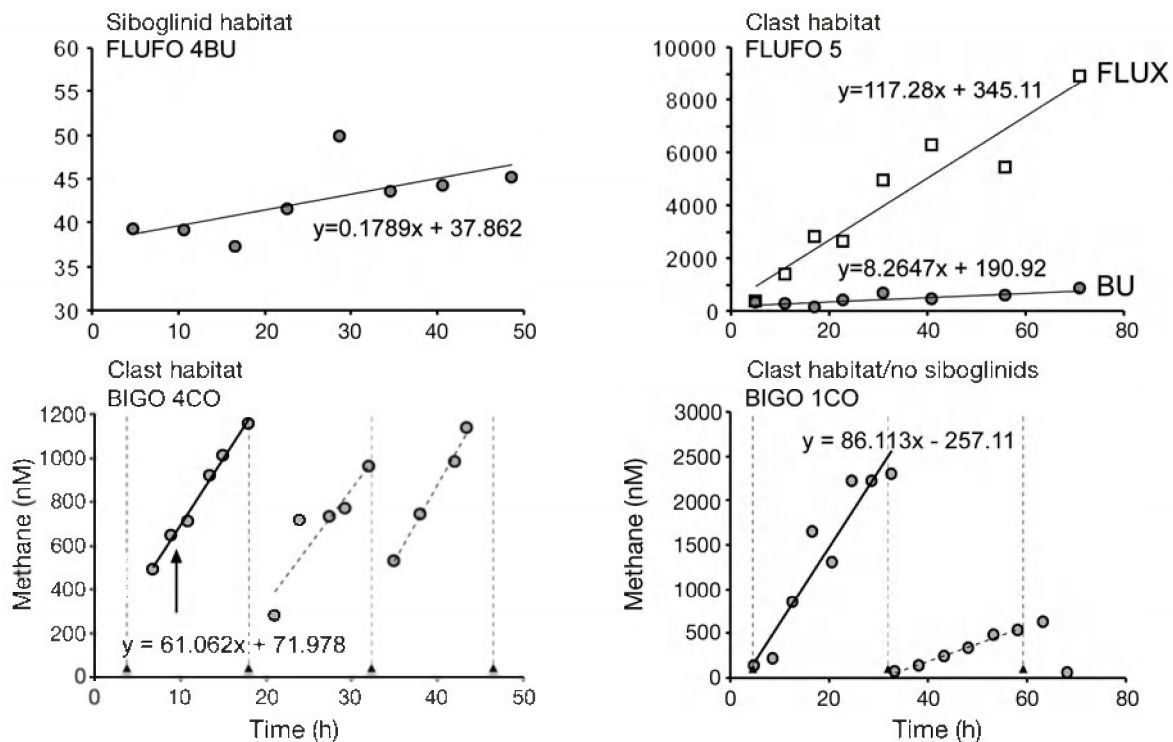 Siboglinid habitat
FLUFO 4BU
60
55
50
45
40
35
30
0 10 20 30 40 50
y=0.1789x + 37.862
Clast habitat
FLUFO 5
10000
8000
6000
4000
2000
0
0 20 40 60 80
y=117.28x + 345.11
FLUX
y=8.2647x + 190.92
BU
Clast habitat
BIGO 4CO
Methane (nM)
1200
1000
800
600
400
200
0
0 10 20 30 40 50
y = 61.062x + 71.978
Time (h)
Clast habitat/no siboglinids
BIGO 1CO
Methane (nM)
3000
2500
2000
1500
1000
500
0
0 20 40 60 80
y = 86.113x - 257.11
Time (h)